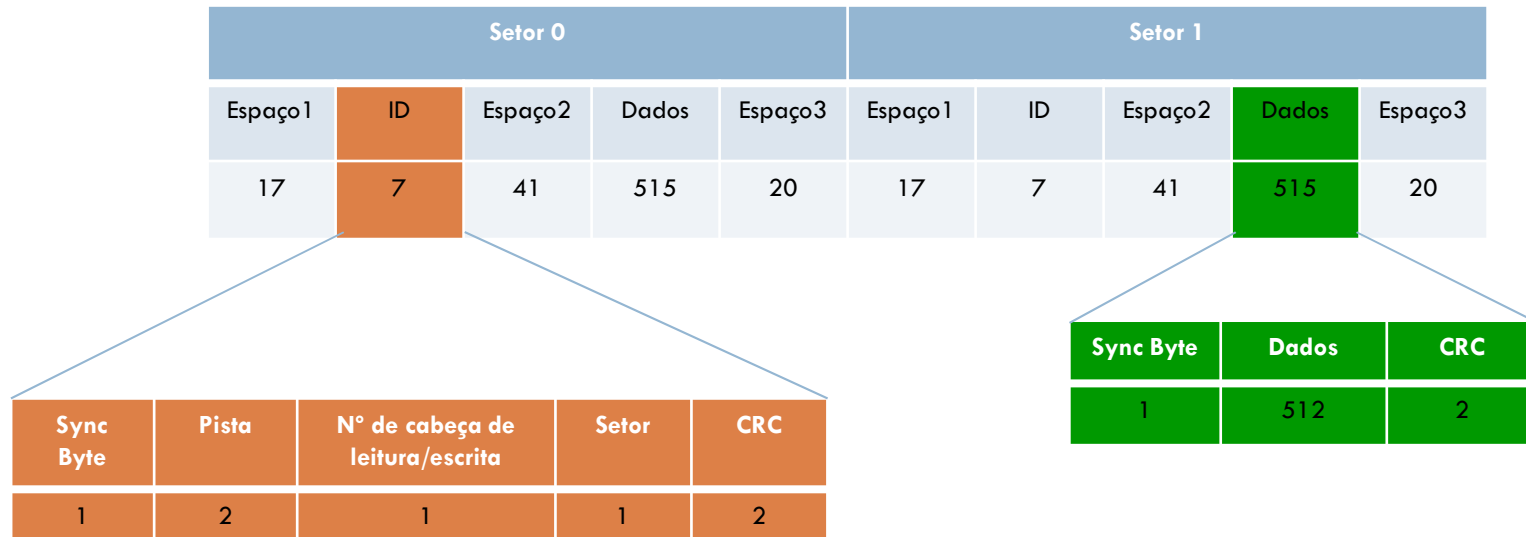 Setor 0 Setor 1
Espaço1 ID Espaço2 Dados Espaço3 Espaço1 ID Espaço2 Dados Espaço3
17 7 41 515 20 17 7 41 515 20
Sync Byte Dados CRC
1 512 2
Sync Byte Pista Nº de cabeça de leitura/escrita Setor CRC
1 2 1 1 2